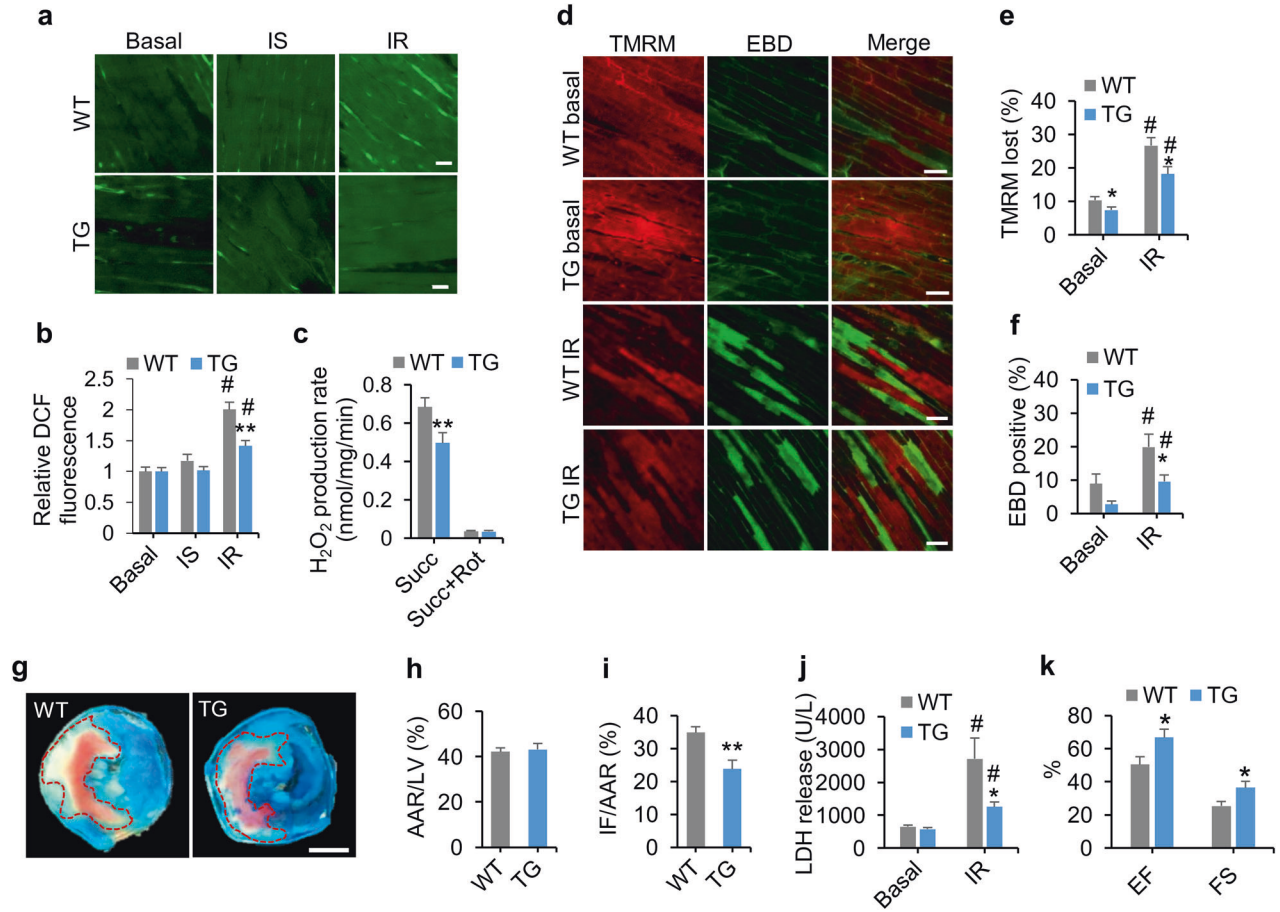 a
Basal
IS
IR
WT
TG
b
WT
TG
Relative DCF
fluorescence
2.5
2
1.5
1
0.5
0
#
#
**
Basal
IS
IR
c
WT
TG
H₂O₂ production rate
(nmol/mg/min)
0.8
0.6
0.4
0.2
0
**
Succ
Succ+Rot
d
TMRM
EBD
Merge
WT basal
TG basal
WT IR
TG IR
e
WT
TG
TMRM lost (%)
40
30
20
10
0
*
#
#
*
Basal
IR
f
WT
TG
EBD positive (%)
40
30
20
10
0
#
#
*
Basal
IR
g
WT
TG
h
AAR/LV (%)
60
40
20
0
WT
TG
i
IF/AAR (%)
40
30
20
10
0
**
WT
TG
j
WT
TG
LDH release (U/L)
4000
3000
2000
1000
0
#
#
*
Basal
IR
k
WT
TG
%
80
60
40
20
0
*
*
EF
FS